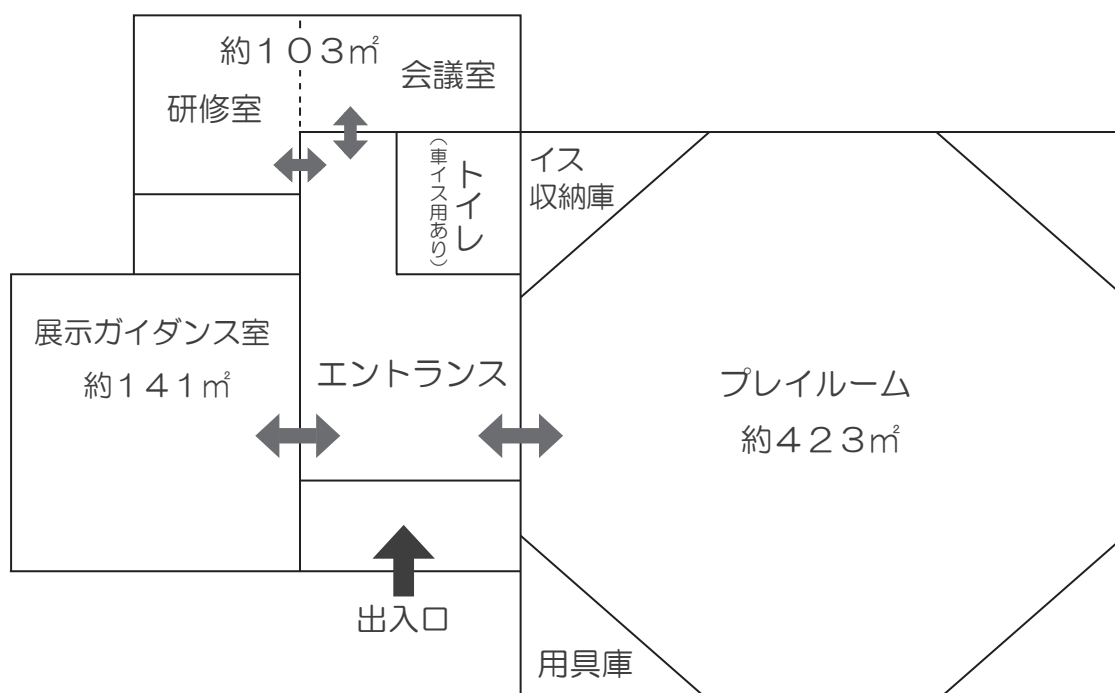 約１０３㎡
会議室
研修室
トイレ
（車イス用あり）
イス
収納庫
展示ガイダンス室
約１４１㎡
エントランス
プレイルーム
約４２３㎡
出入口
用具庫